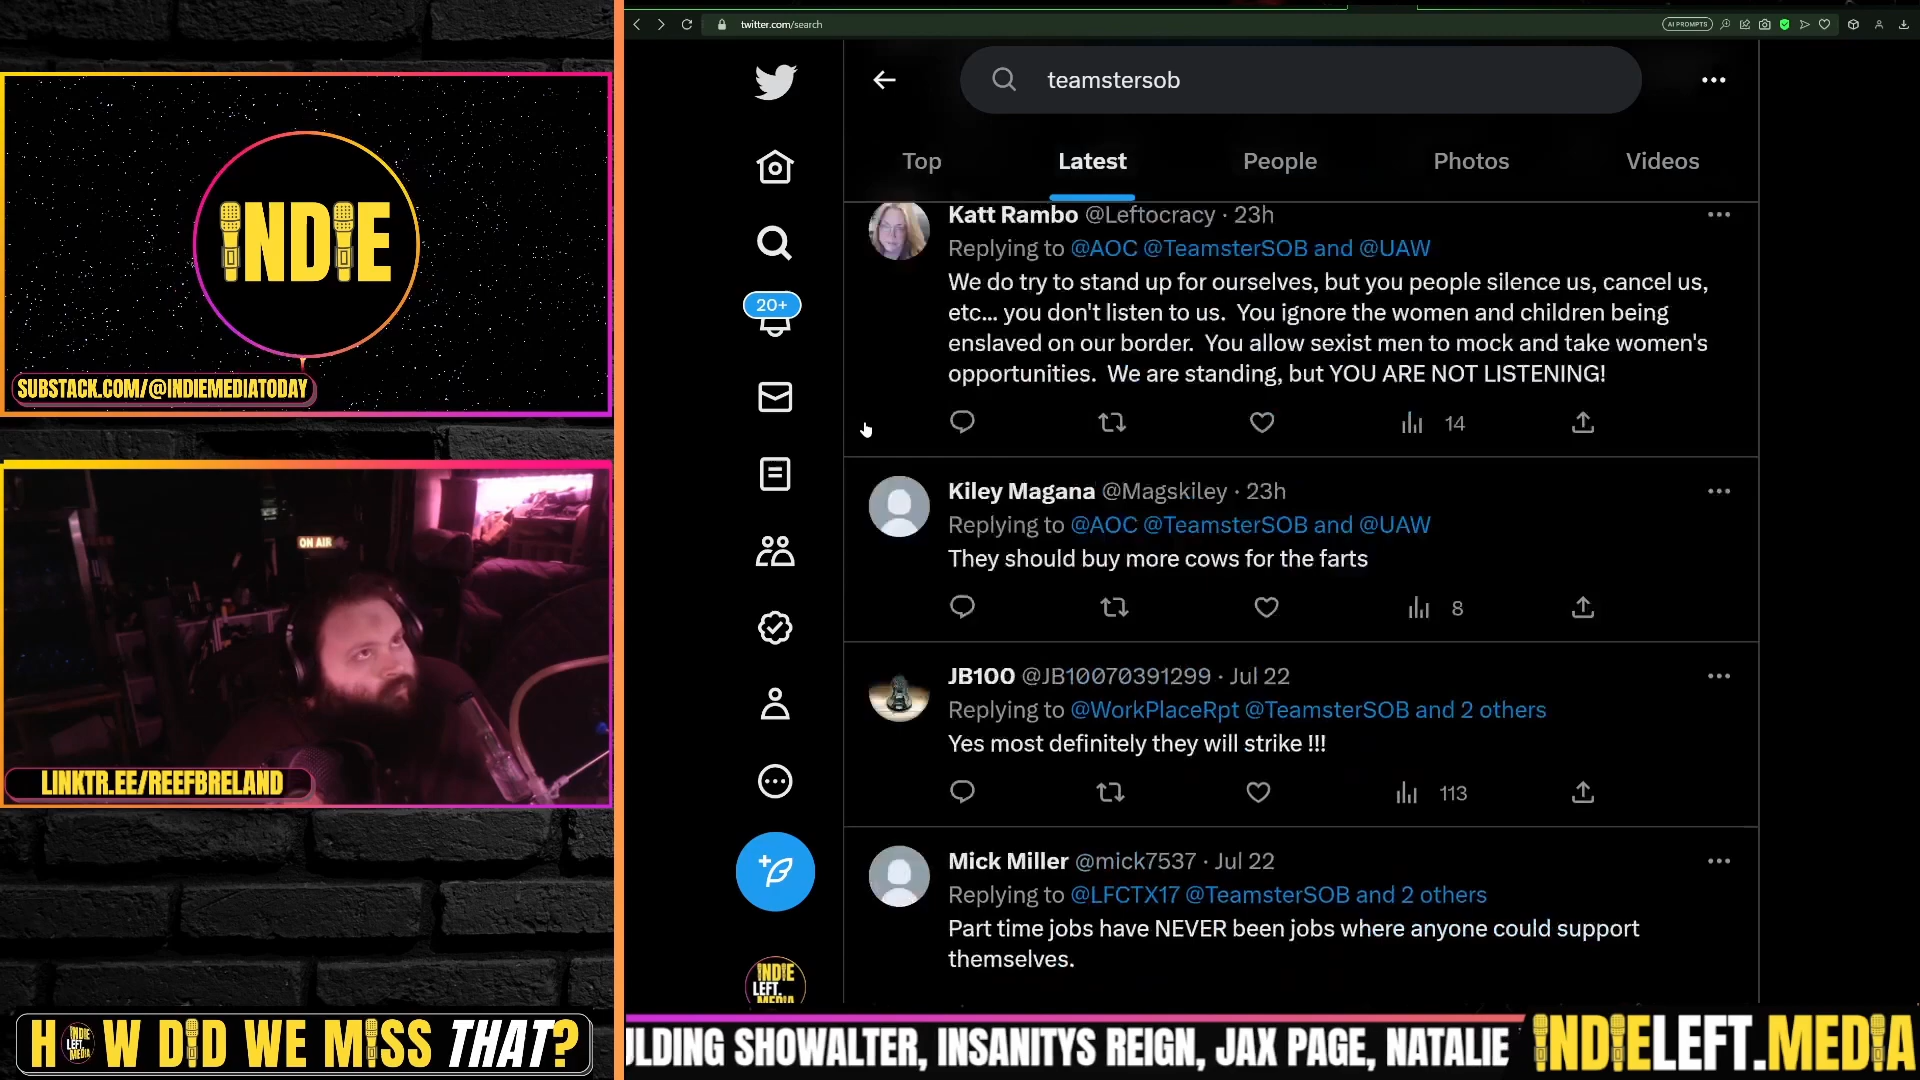 INDIE
SUBSTACK.COM/@INDIEMEDIATODAY
ON AIR
LINKTR.EE/REEFBRELAND
HOW DID WE MISS THAT?
twitter.com/search
AI PROMPTS
teamstersob
Top Latest People Photos Videos
20+
Katt Rambo @Leftocracy · 23h
Replying to @AOC @TeamsterSOB and @UAW
We do try to stand up for ourselves, but you people silence us, cancel us,
etc... you don't listen to us. You ignore the women and children being
enslaved on our border. You allow sexist men to mock and take women's
opportunities. We are standing, but YOU ARE NOT LISTENING!
14
Kiley Magana @Magskiley · 23h
Replying to @AOC @TeamsterSOB and @UAW
They should buy more cows for the farts
8
JB100 @JB10070391299 · Jul 22
Replying to @WorkPlaceRpt @TeamsterSOB and 2 others
Yes most definitely they will strike !!!
113
Mick Miller @mick7537 · Jul 22
Replying to @LFCTX17 @TeamsterSOB and 2 others
Part time jobs have NEVER been jobs where anyone could support
themselves.
INDIE
LEFT.
MEDIA
ULDING SHOWALTER, INSANITYS REIGN, JAX PAGE, NATALIE
INDIELEFT.MEDIA